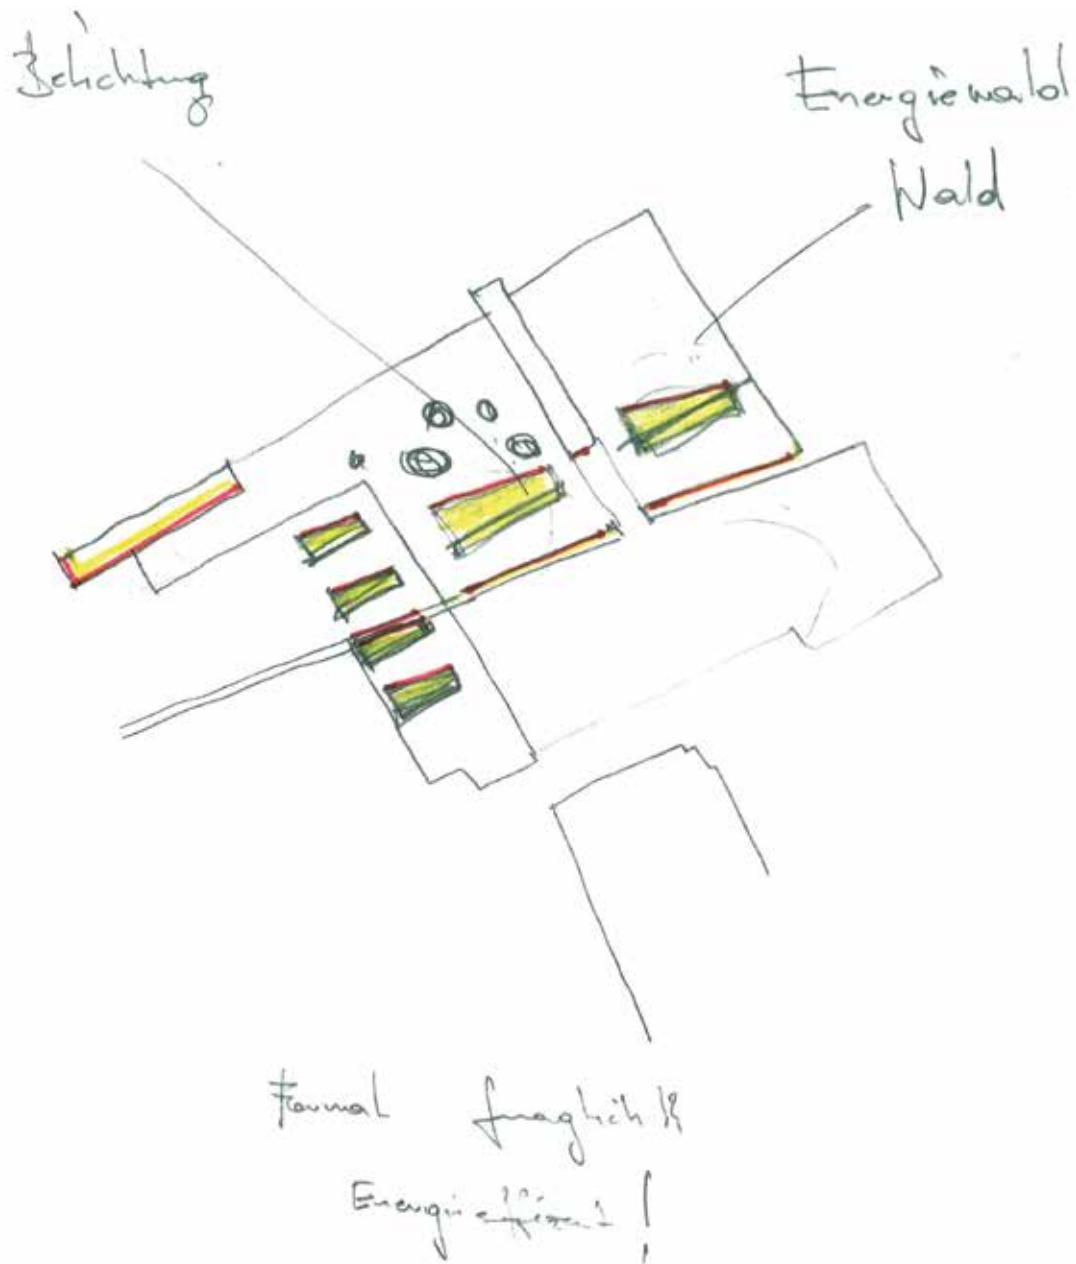 Belichtung
Energiewald
Wald
Formal fraglich!?
Energieeffizient!